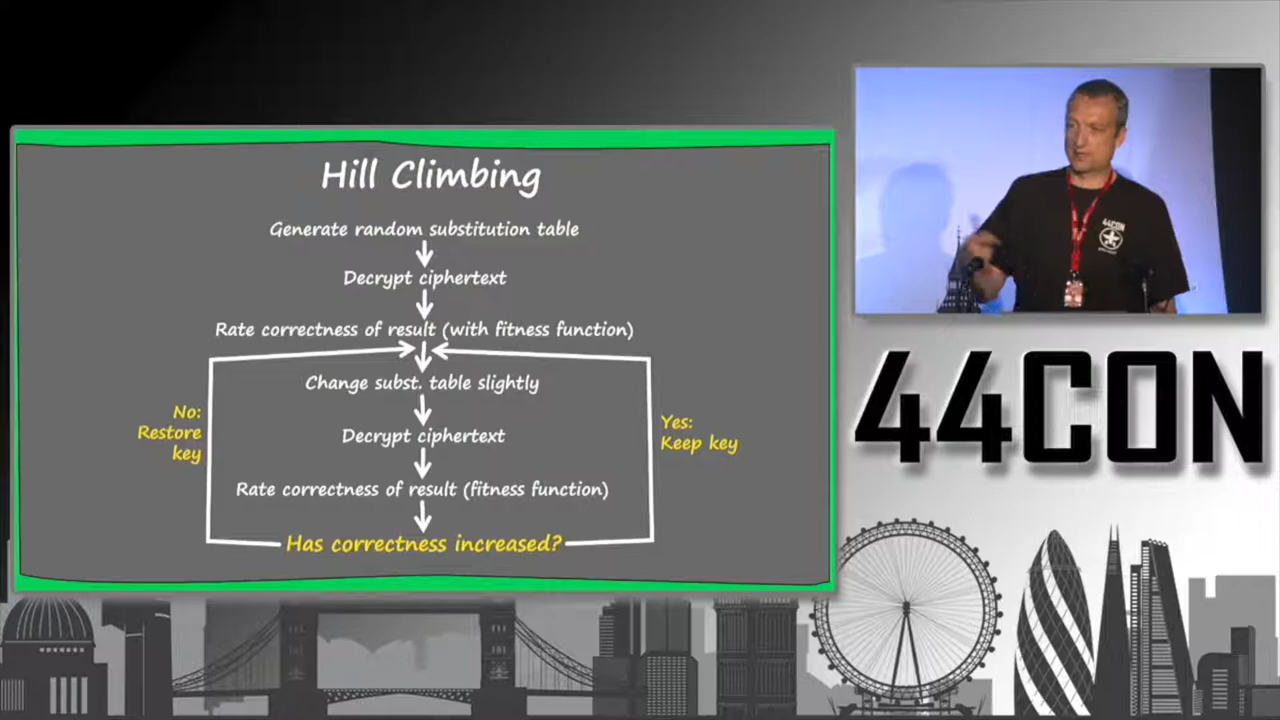 Hill Climbing
Generate random substitution table
Decrypt ciphertext
Rate correctness of result (with fitness function)
Change subst. table slightly
No:
Restore
key
Yes:
Keep key
Decrypt ciphertext
Rate correctness of result (fitness function)
Has correctness increased?
44CON
44CON